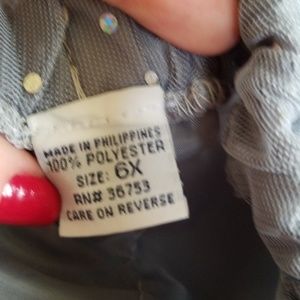 MADE IN PHILIPPINES
100% POLYESTER
SIZE: 6X
RN# 36753
CARE ON REVERSE